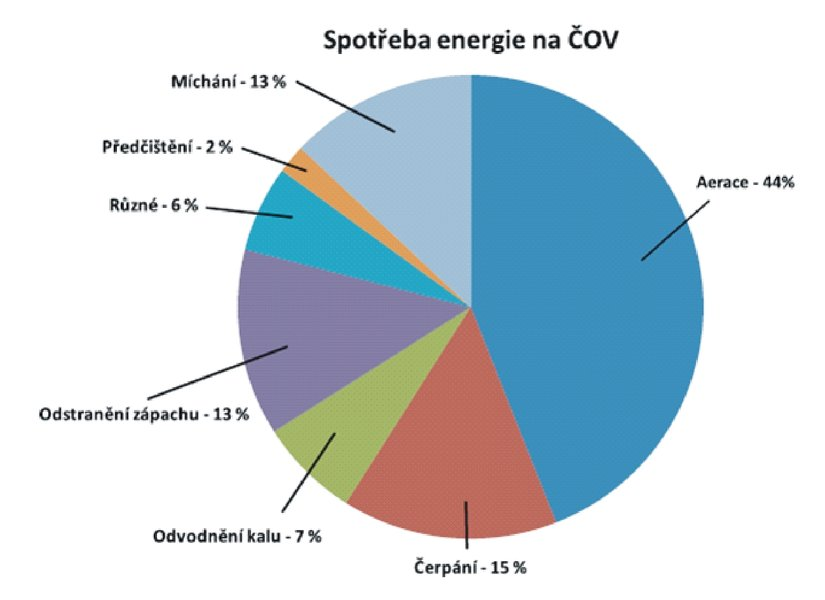 Spotřeba energie na ČOV
Míchání - 13 %
Předčištění - 2 %
Aerace - 44%
Různé - 6 %
Odstranění zápachu - 13 %
Odvodnění kalu - 7 %
Čerpání - 15 %